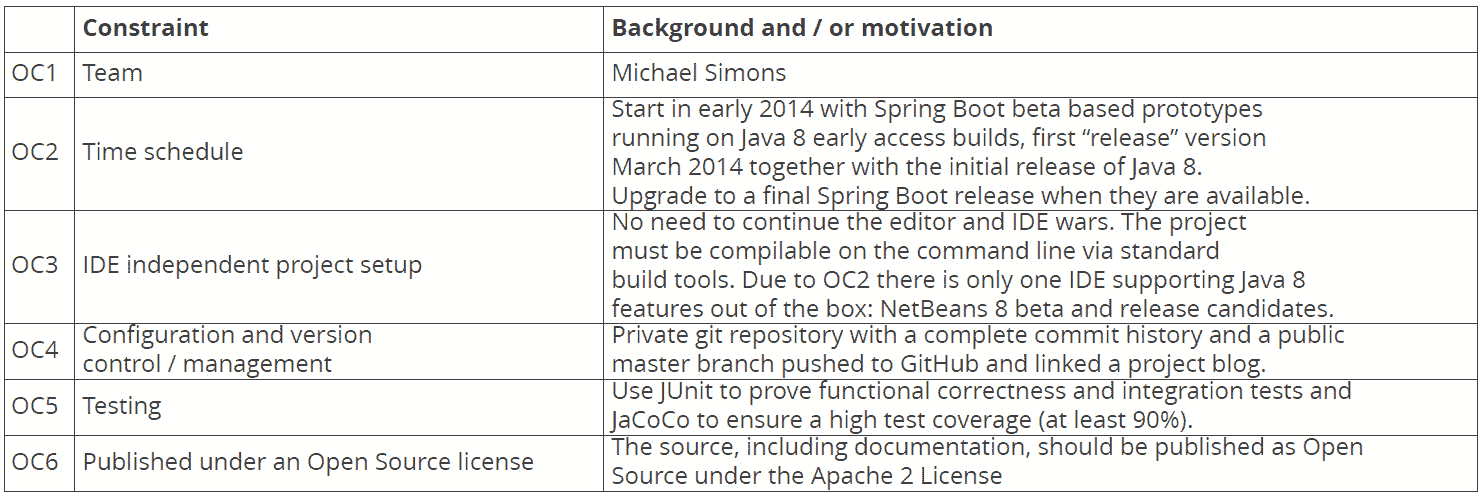 Constraint Background and / or motivation
OC1 Team Michael Simons
Start in early 2014 with Spring Boot beta based prototypes
running on Java 8 early access builds, first “release” version
OC2 Time schedule
March 2014 together with the initial release of Java 8.
Upgrade to a final Spring Boot release when they are available.
No need to continue the editor and IDE wars. The project
must be compilable on the command line via standard
OC3 IDE independent project setup
build tools. Due to OC2 there is only one IDE supporting Java 8
features out of the box: NetBeans 8 beta and release candidates.
OC4
Configuration and version
control / management
Private git repository with a complete commit history and a public
master branch pushed to GitHub and linked a project blog.
OC5 Testing
Use JUnit to prove functional correctness and integration tests and
JaCoCo to ensure a high test coverage (at least 90%).
OC6 Published under an Open Source license
The source, including documentation, should be published as Open
Source under the Apache 2 License